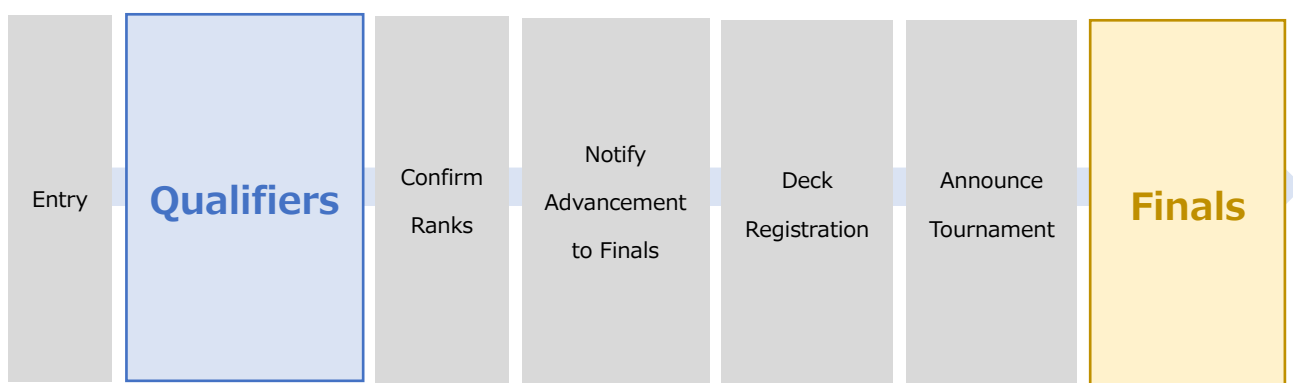 Entry
Qualifiers
Confirm
Ranks
Notify
Advancement
to Finals
Deck
Registration
Announce
Tournament
Finals